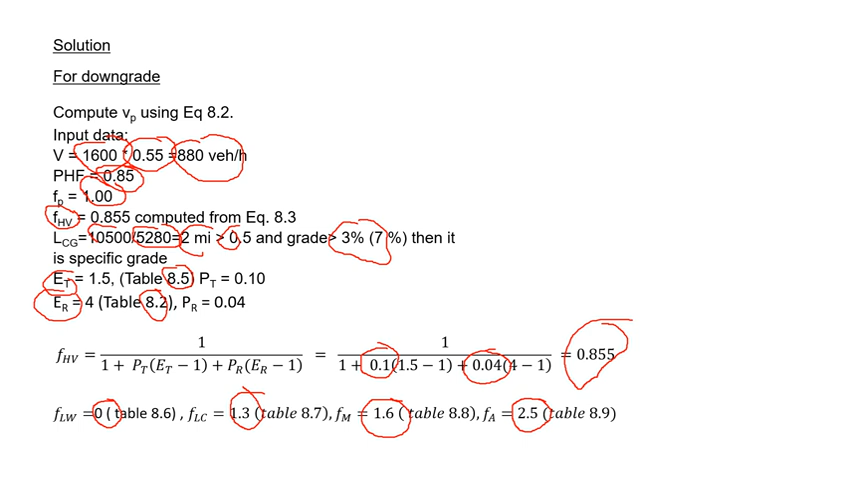 Solution
For downgrade
Compute vp using Eq 8.2.
Input data:
V = 1600 * 0.55 =880 veh/h
PHF = 0.85
fp = 1.00
fHV = 0.855 computed from Eq. 8.3
LCG=10500/5280=2 mi > 0.5 and grade> 3% (7 %) then it
is specific grade
ET = 1.5, (Table 8.5) PT = 0.10
ER = 4 (Table 8.2), PR = 0.04
fHV = 1 / (1 + PT(ET − 1) + PR(ER − 1)) = 1 / (1 + 0.1(1.5 − 1) + 0.04(4 − 1)) = 0.855
fLW =0 ( table 8.6) , fLC = 1.3 (table 8.7), fM = 1.6 ( table 8.8), fA = 2.5 (table 8.9)